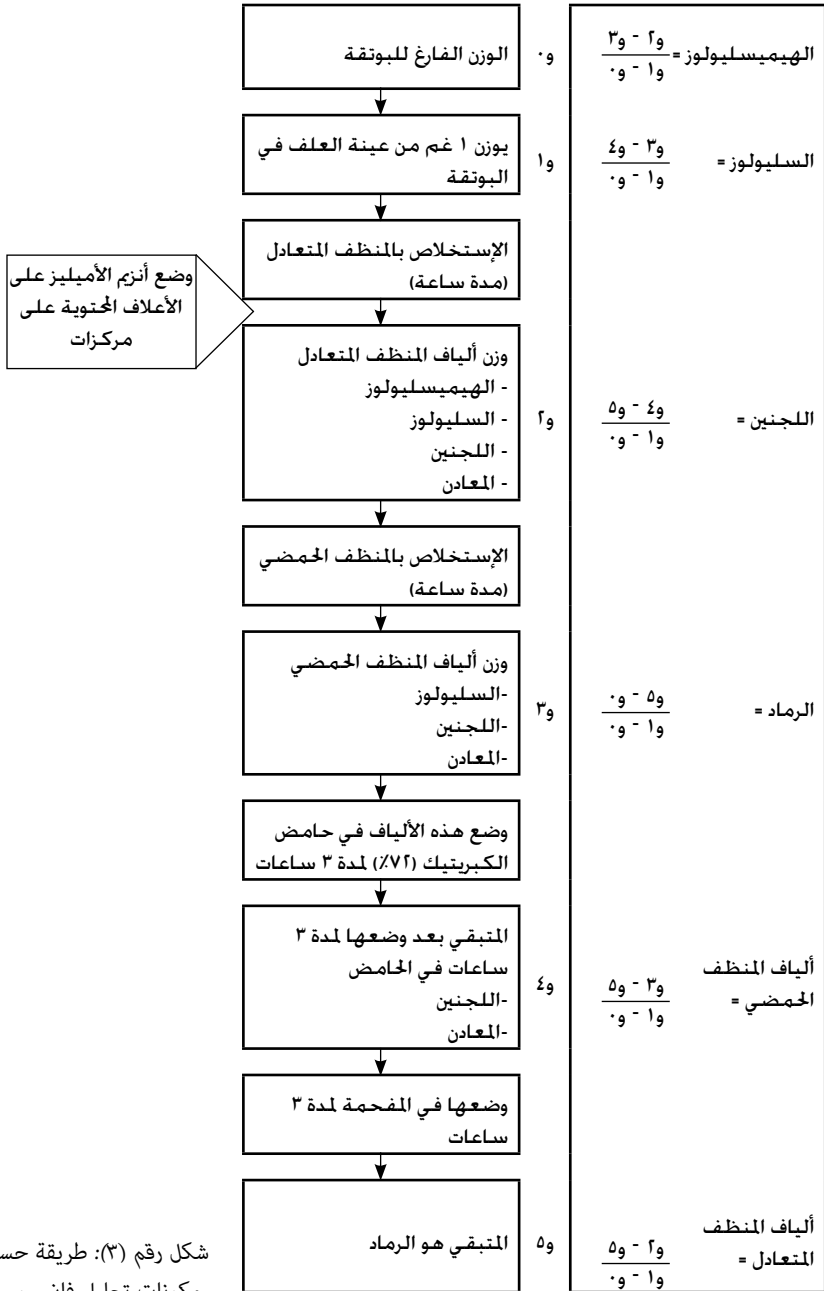 الوزن الفارغ للبوتقة
و٠
يوزن ١ غم من عينة العلف في
البوتقة
و١
الإستخلاص بالمنظف المتعادل
(مدة ساعة)
وضع أنزيم الأميليز على
الأعلاف المحتوية على
مركزات
وزن ألياف المنظف المتعادل
- الهيميسليولوز
- السليولوز
- اللجنين
- المعادن
و٢
الإستخلاص بالمنظف الحمضي
(مدة ساعة)
وزن ألياف المنظف الحمضي
-السليولوز
-اللجنين
-المعادن
و٣
وضع هذه الألياف في حامض
الكبريتيك (٧٢٪) لمدة ٣ ساعات
المتبقي بعد وضعها لمدة ٣
ساعات في الحامض
-اللجنين
-المعادن
و٤
وضعها في المفحمة لمدة ٣
ساعات
المتبقي هو الرماد
و٥
الهيميسليولوز = و٢ - و٣
و١ - و٠
السليولوز = و٣ - و٤
و١ - و٠
اللجنين = و٤ - و٥
و١ - و٠
الرماد = و٥ - و٠
و١ - و٠
ألياف المنظف
الحمضي = و٣ - و٥
و١ - و٠
ألياف المنظف
المتعادل = و٢ - و٥
و١ - و٠
شكل رقم (٣): طريقة حس